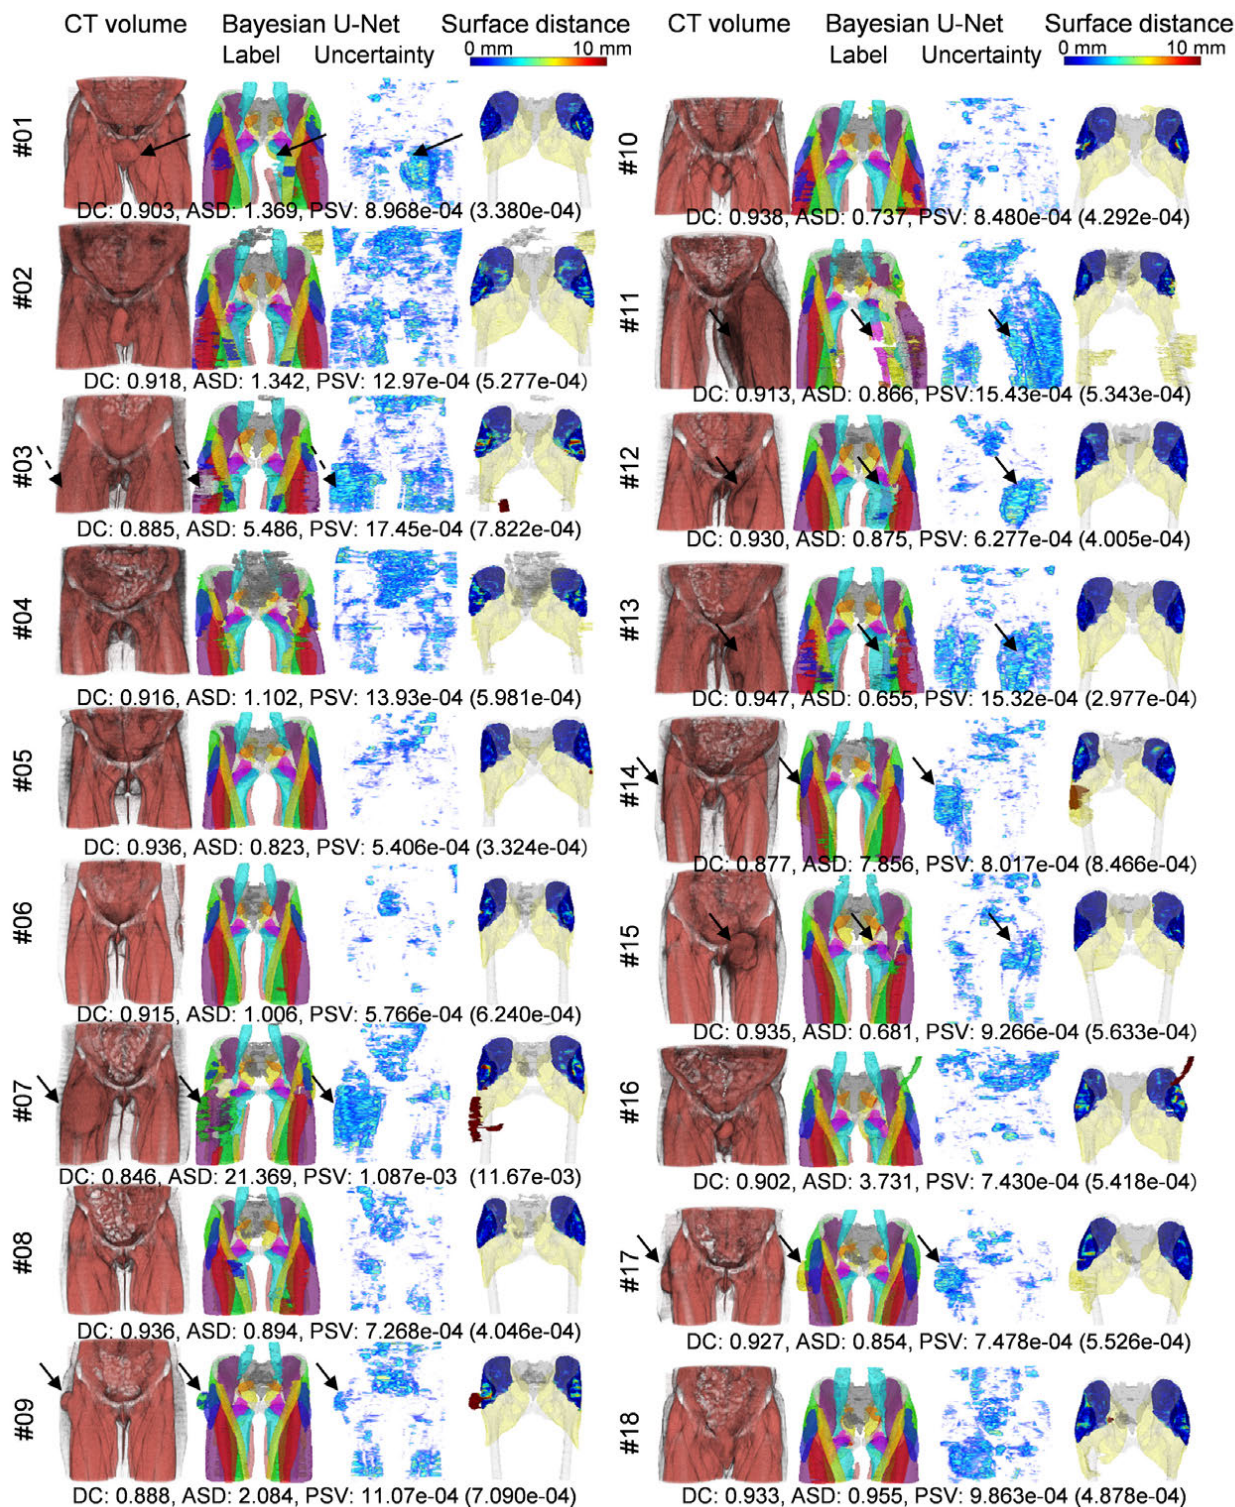 CT volume Bayesian U-Net Surface distance
Label Uncertainty 0 mm 10 mm
#01
DC: 0.903, ASD: 1.369, PSV: 8.968e-04 (3.380e-04)
#02
DC: 0.918, ASD: 1.342, PSV: 12.97e-04 (5.277e-04)
#03
DC: 0.885, ASD: 5.486, PSV: 17.45e-04 (7.822e-04)
#04
DC: 0.916, ASD: 1.102, PSV: 13.93e-04 (5.981e-04)
#05
DC: 0.936, ASD: 0.823, PSV: 5.406e-04 (3.324e-04)
#06
DC: 0.915, ASD: 1.006, PSV: 5.766e-04 (6.240e-04)
#07
DC: 0.846, ASD: 21.369, PSV: 1.087e-03 (11.67e-03)
#08
DC: 0.936, ASD: 0.894, PSV: 7.268e-04 (4.046e-04)
#09
DC: 0.888, ASD: 2.084, PSV: 11.07e-04 (7.090e-04)
CT volume Bayesian U-Net Surface distance
Label Uncertainty 0 mm 10 mm
#10
DC: 0.938, ASD: 0.737, PSV: 8.480e-04 (4.292e-04)
#11
DC: 0.913, ASD: 0.866, PSV:15.43e-04 (5.343e-04)
#12
DC: 0.930, ASD: 0.875, PSV: 6.277e-04 (4.005e-04)
#13
DC: 0.947, ASD: 0.655, PSV: 15.32e-04 (2.977e-04)
#14
DC: 0.877, ASD: 7.856, PSV: 8.017e-04 (8.466e-04)
#15
DC: 0.935, ASD: 0.681, PSV: 9.266e-04 (5.633e-04)
#16
DC: 0.902, ASD: 3.731, PSV: 7.430e-04 (5.418e-04)
#17
DC: 0.927, ASD: 0.854, PSV: 7.478e-04 (5.526e-04)
#18
DC: 0.933, ASD: 0.955, PSV: 9.863e-04 (4.878e-04)